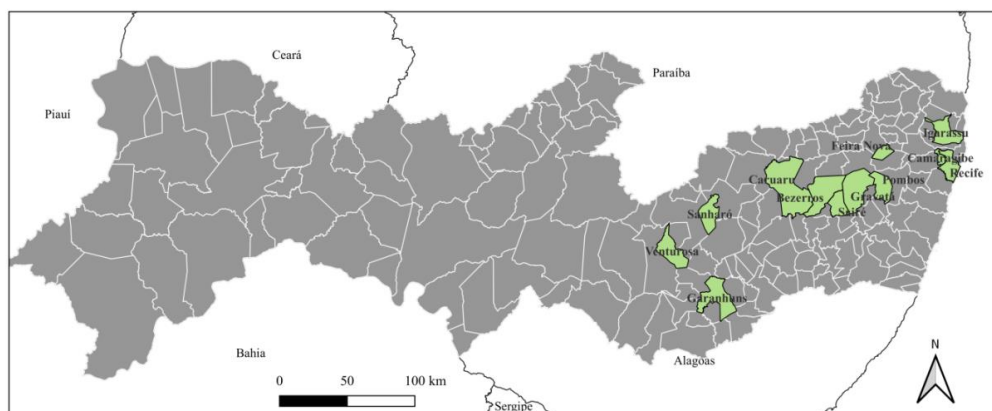 Ceará
Piauí
Paraíba
Igarassu
Feira Nova
Camaragibe
Recife
Caruaru
Pombos
Bezerros
Gravatá
Sairé
Sanharó
Venturosa
Garanhuns
Bahia
Alagoas
Sergipe
0 50 100 km
N